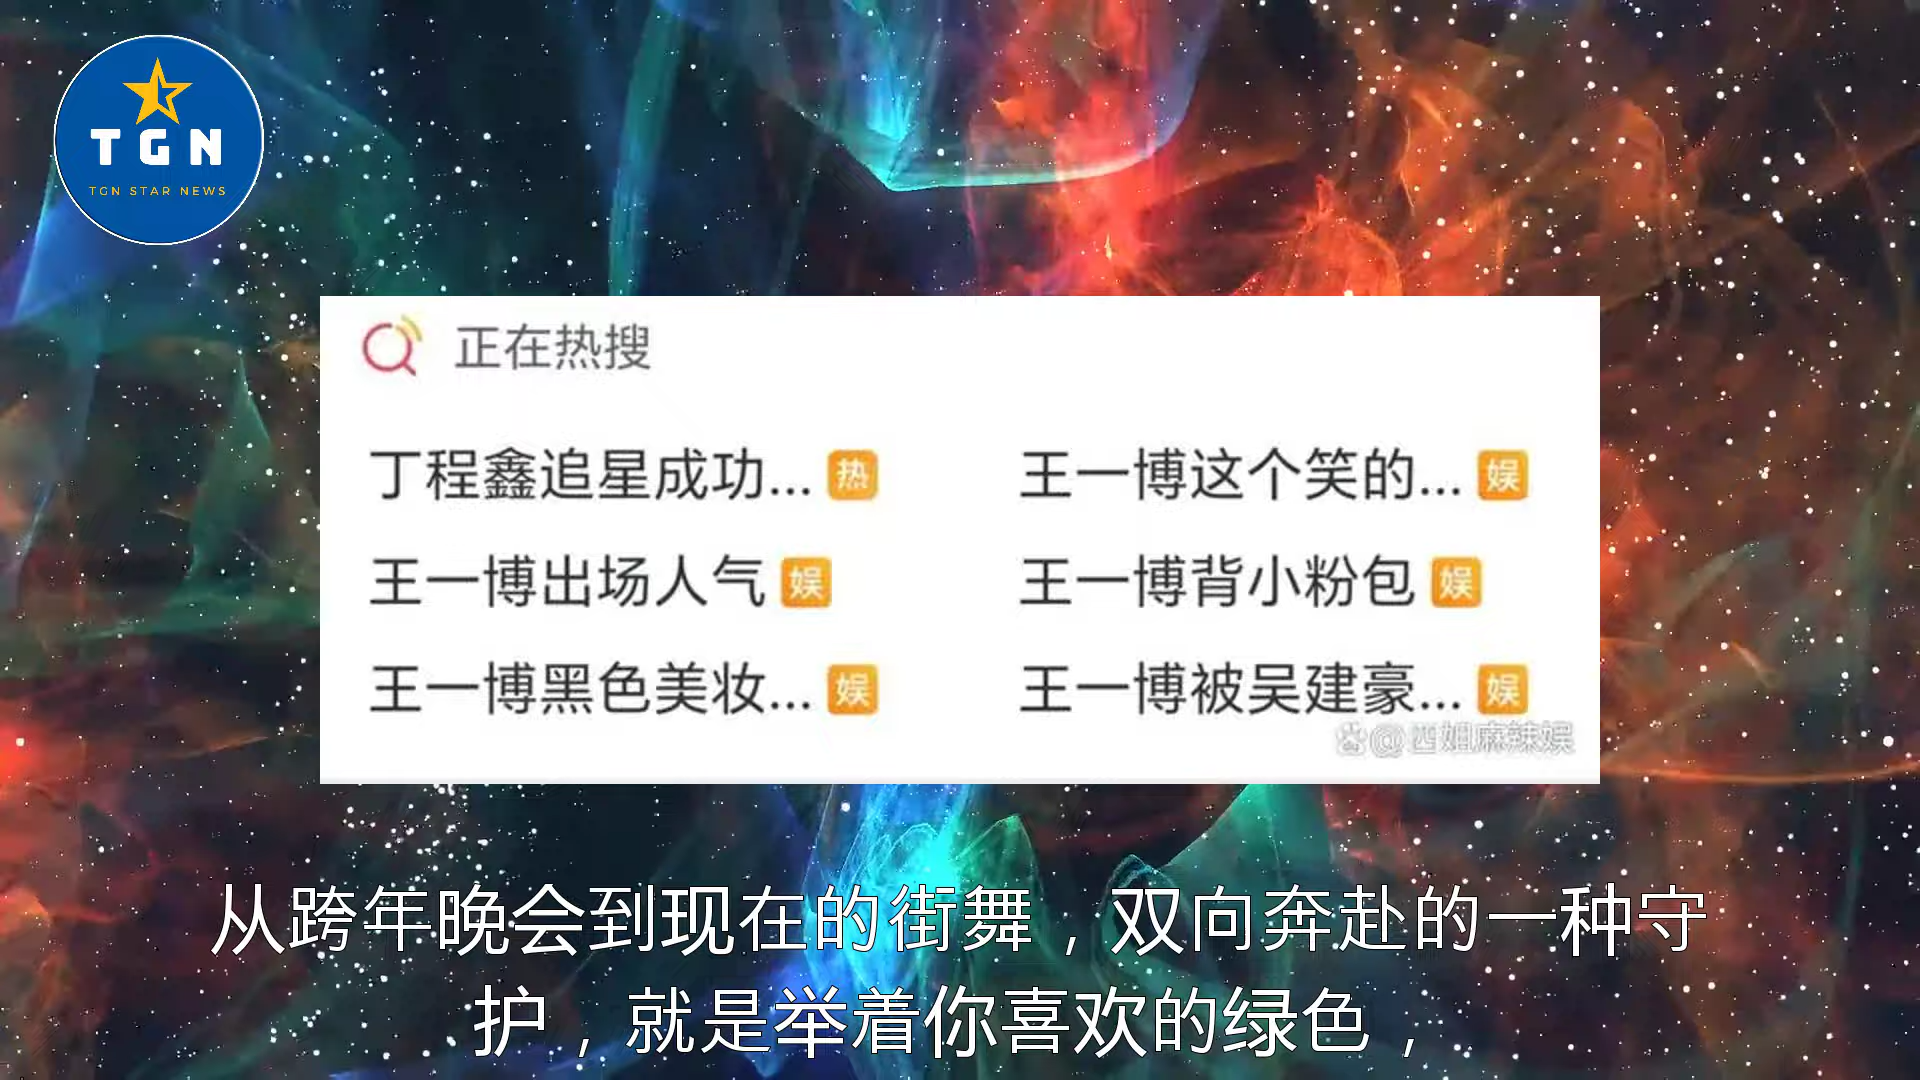 TGN
TGN STAR NEWS
正在热搜
丁程鑫追星成功... 热
王一博这个笑的... 娱
王一博出场人气 娱
王一博背小粉包 娱
王一博黑色美妆... 娱
王一博被吴建豪... 娱
@四姐麻辣娱
从跨年晚会到现在的街舞，双向奔赴的一种守
护，就是举着你喜欢的绿色，